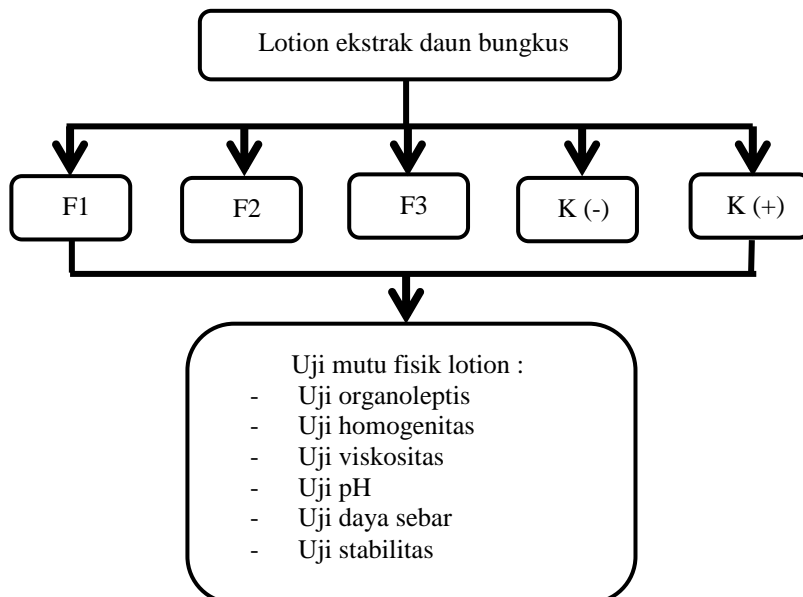 Lotion ekstrak daun bungkus
F1
F2
F3
K (-)
K (+)
Uji mutu fisik lotion :
- Uji organoleptis
- Uji homogenitas
- Uji viskositas
- Uji pH
- Uji daya sebar
- Uji stabilitas